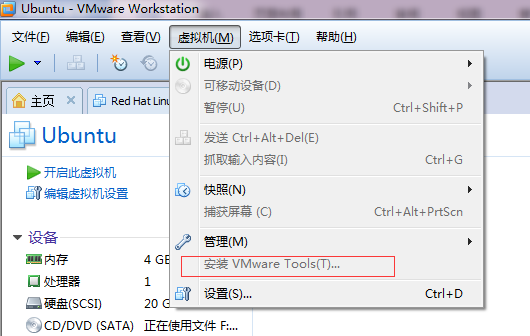 Ubuntu - VMware Workstation
文件(F) 编辑(E) 查看(V) 虚拟机(M) 选项卡(T) 帮助(H)
主页 Red Hat Linu
Ubuntu
开启此虚拟机
编辑虚拟机设置
设备
内存 4 GB
处理器 1
硬盘(SCSI) 20 G
CD/DVD (SATA) 正在使用文件 F:...
电源(P)
可移动设备(D)
暂停(U) Ctrl+Shift+P
发送 Ctrl+Alt+Del(E)
抓取输入内容(I) Ctrl+G
快照(N)
捕获屏幕 (C) Ctrl+Alt+PrtScn
管理(M)
安装 VMware Tools(T)...
设置(S)... Ctrl+D